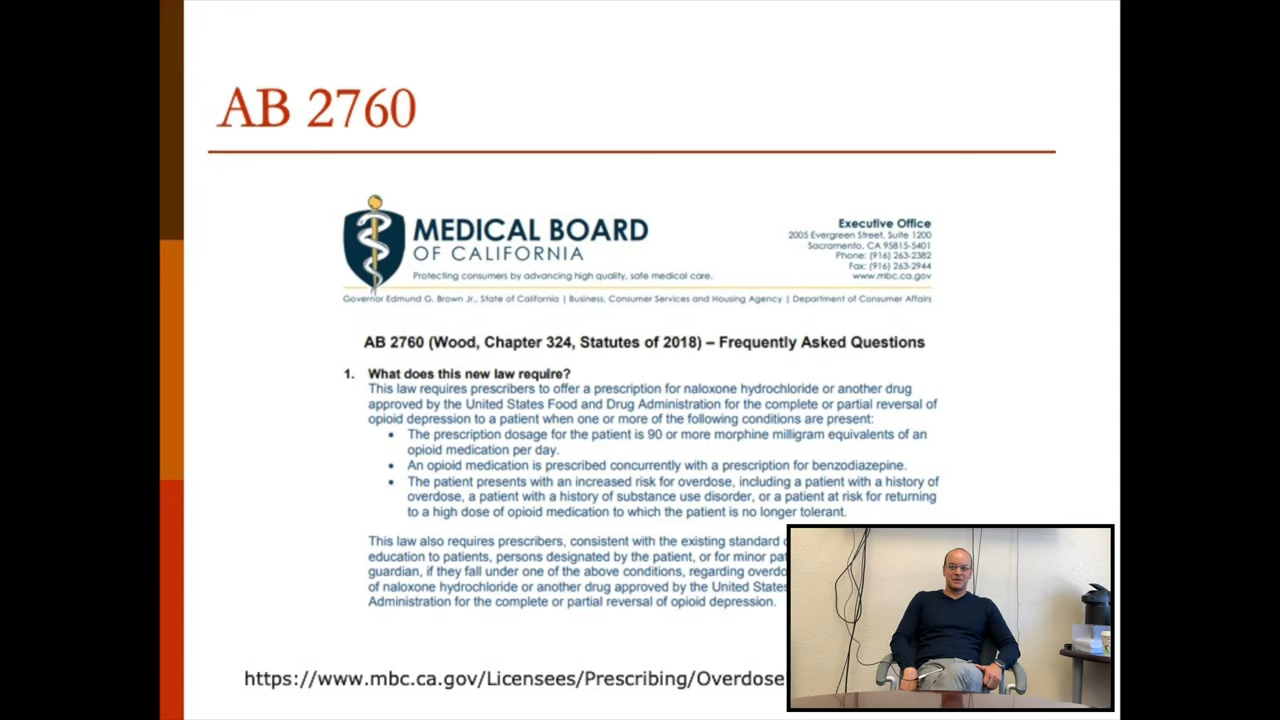 AB 2760
MEDICAL BOARD
OF CALIFORNIA
Protecting consumers by advancing high quality, safe medical care.
Executive Office
2005 Evergreen Street, Suite 1200
Sacramento, CA 95815-5401
Phone: (916) 263-2382
Fax: (916) 263-2944
www.mbc.ca.gov
Governor Edmund G. Brown Jr., State of California | Business, Consumer Services and Housing Agency | Department of Consumer Affairs
AB 2760 (Wood, Chapter 324, Statutes of 2018) – Frequently Asked Questions
1. What does this new law require?
This law requires prescribers to offer a prescription for naloxone hydrochloride or another drug
approved by the United States Food and Drug Administration for the complete or partial reversal of
opioid depression to a patient when one or more of the following conditions are present:
• The prescription dosage for the patient is 90 or more morphine milligram equivalents of an
opioid medication per day.
• An opioid medication is prescribed concurrently with a prescription for benzodiazepine.
• The patient presents with an increased risk for overdose, including a patient with a history of
overdose, a patient with a history of substance use disorder, or a patient at risk for returning
to a high dose of opioid medication to which the patient is no longer tolerant.
This law also requires prescribers, consistent with the existing standard
education to patients, persons designated by the patient, or for minor
guardian, if they fall under one of the above conditions, regarding
of naloxone hydrochloride or another drug approved by the United States
Administration for the complete or partial reversal of opioid depression.
https://www.mbc.ca.gov/Licensees/Prescribing/Overdose